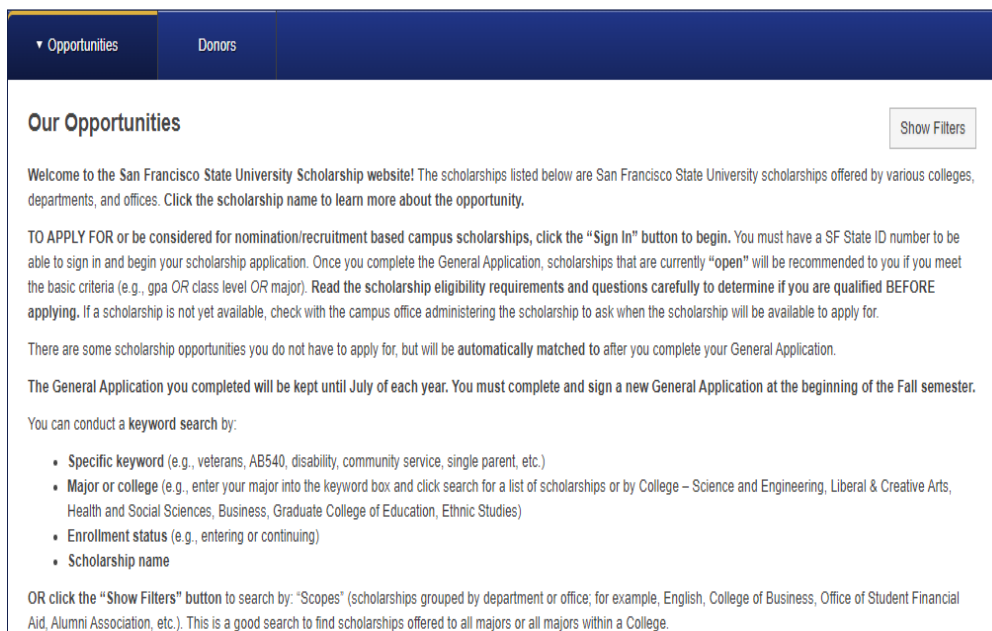 ▾ Opportunities
Donors
Our Opportunities
Show Filters
Welcome to the San Francisco State University Scholarship website! The scholarships listed below are San Francisco State University scholarships offered by various colleges,
departments, and offices. Click the scholarship name to learn more about the opportunity.
TO APPLY FOR or be considered for nomination/recruitment based campus scholarships, click the “Sign In” button to begin. You must have a SF State ID number to be
able to sign in and begin your scholarship application. Once you complete the General Application, scholarships that are currently “open” will be recommended to you if you meet
the basic criteria (e.g., gpa OR class level OR major). Read the scholarship eligibility requirements and questions carefully to determine if you are qualified BEFORE
applying. If a scholarship is not yet available, check with the campus office administering the scholarship to ask when the scholarship will be available to apply for.
There are some scholarship opportunities you do not have to apply for, but will be automatically matched to after you complete your General Application.
The General Application you completed will be kept until July of each year. You must complete and sign a new General Application at the beginning of the Fall semester.
You can conduct a keyword search by:
• Specific keyword (e.g., veterans, AB540, disability, community service, single parent, etc.)
• Major or college (e.g., enter your major into the keyword box and click search for a list of scholarships or by College – Science and Engineering, Liberal & Creative Arts,
Health and Social Sciences, Business, Graduate College of Education, Ethnic Studies)
• Enrollment status (e.g., entering or continuing)
• Scholarship name
OR click the “Show Filters” button to search by: “Scopes” (scholarships grouped by department or office; for example, English, College of Business, Office of Student Financial
Aid, Alumni Association, etc.). This is a good search to find scholarships offered to all majors or all majors within a College.